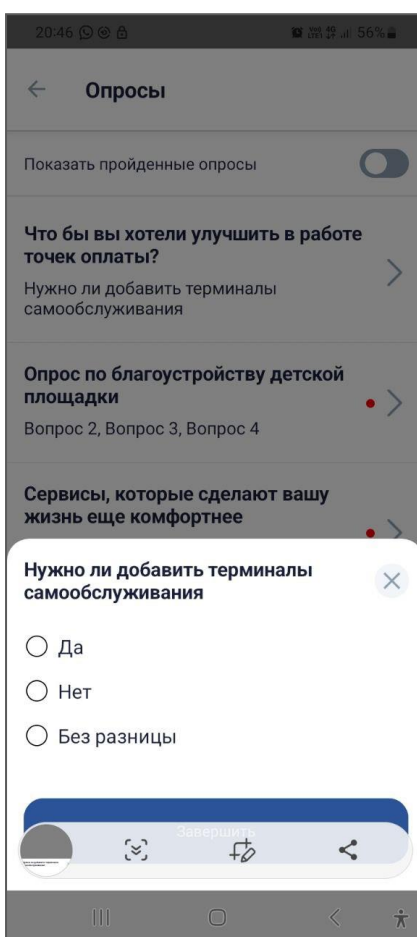 20:46 56%
Опросы
Показать пройденные опросы
Что бы вы хотели улучшить в работе
точек оплаты?
Нужно ли добавить терминалы
самообслуживания
Опрос по благоустройству детской
площадки
Вопрос 2, Вопрос 3, Вопрос 4
Сервисы, которые сделают вашу
жизнь еще комфортнее
Нужно ли добавить терминалы
самообслуживания
Да
Нет
Без разницы
Завершить